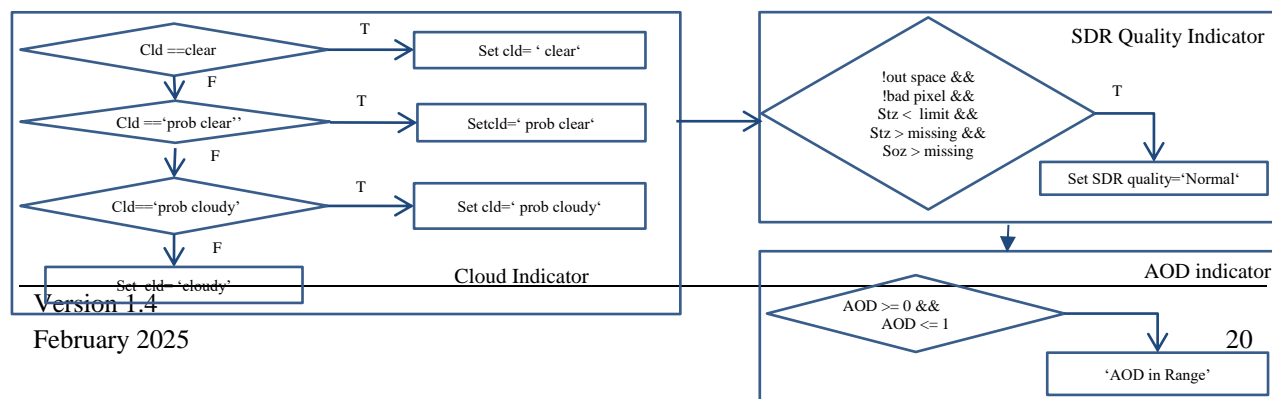 Cld ==clear
T
Set cld= ‘ clear‘
F
Cld ==‘prob clear’’
T
Setcld=‘ prob clear‘
F
Cld==‘prob cloudy’
T
Set cld=‘ prob cloudy‘
F
Set cld= ‘cloudy’
Cloud Indicator
SDR Quality Indicator
!out space &&
!bad pixel &&
Stz < limit &&
Stz > missing &&
Soz > missing
T
Set SDR quality=‘Normal‘
AOD indicator
AOD >= 0 &&
AOD <= 1
‘AOD in Range’
Version 1.4
February 2025
20